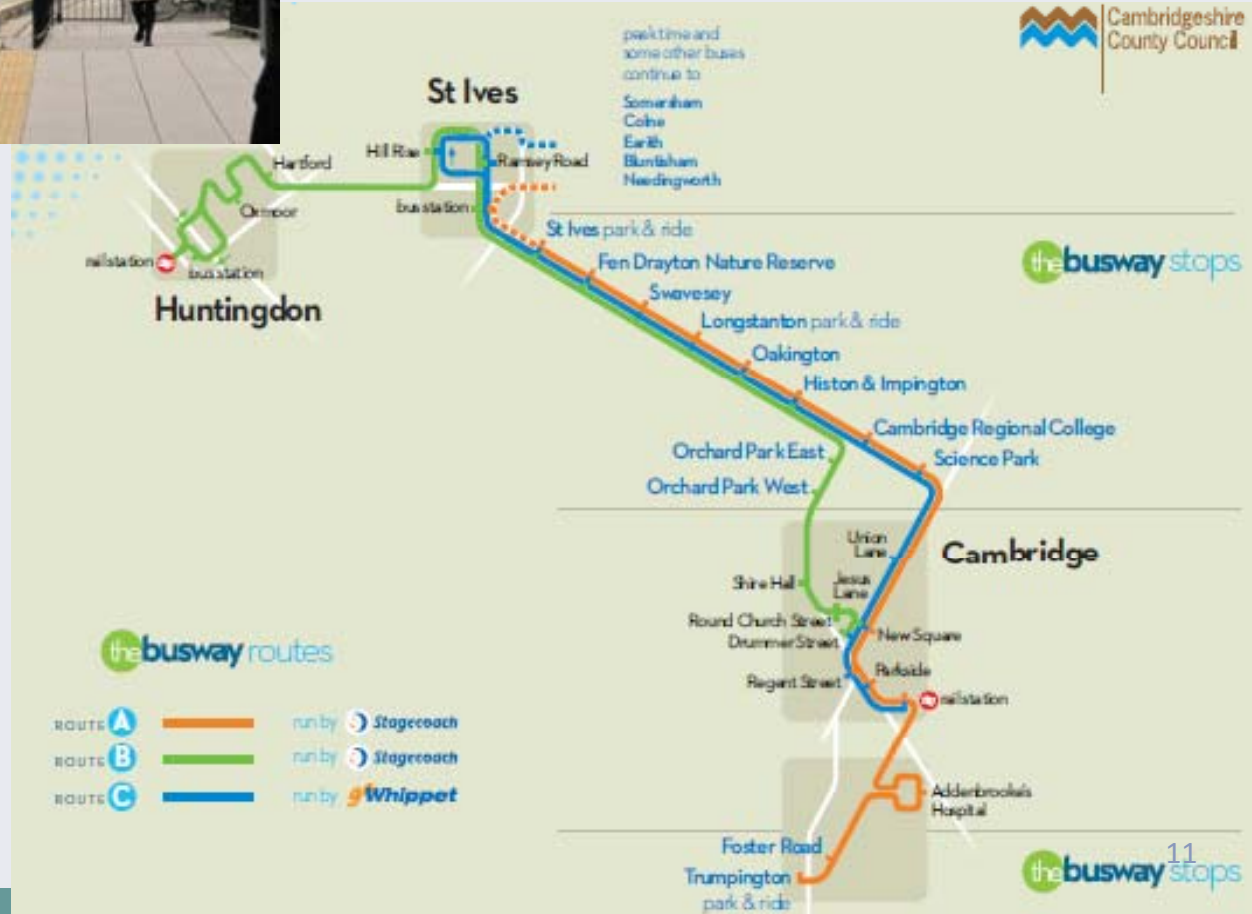 Cambridgeshire
County Council
peak time and
some other buses
continue to
Somersham
Colne
Earith
Bluntisham
Needingworth
St Ives
Hill Rise
Ramsey Road
bus station
Hartford
Oxmoor
rail station
bus station
Huntingdon
St Ives park & ride
Fen Drayton Nature Reserve
Swavesey
Longstanton park & ride
Oakington
Histon & Impington
Cambridge Regional College
Science Park
the busway stops
Orchard Park East
Orchard Park West
Cambridge
Union
Lane
Jesus
Lane
Shire Hall
Round Church Street
Drummer Street
New Square
Parkside
Regent Street
rail station
Addenbrooke's
Hospital
Foster Road
Trumpington
park & ride
the busway routes
ROUTE A run by Stagecoach
ROUTE B run by Stagecoach
ROUTE C run by Whippet
the busway stops
11